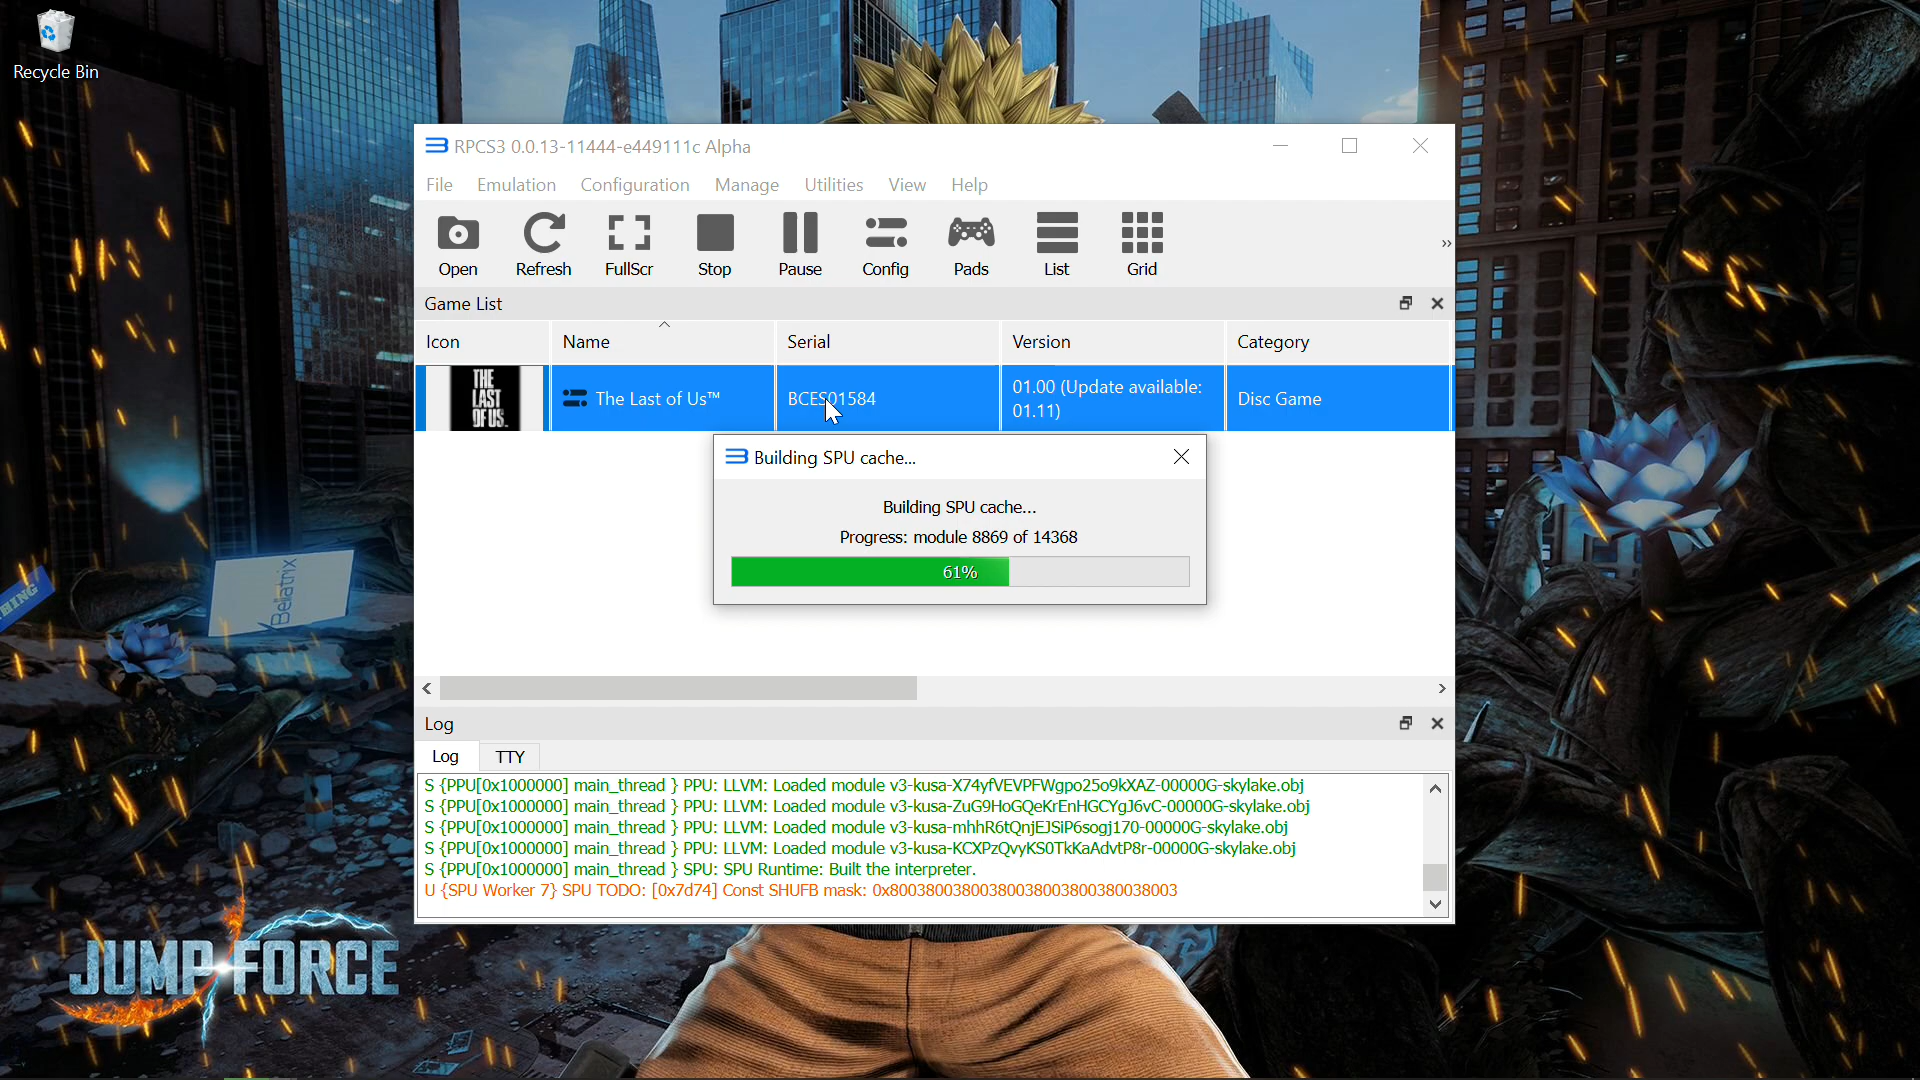 Recycle Bin
RPCS3 0.0.13-11444-e449111c Alpha
File Emulation Configuration Manage Utilities View Help
Open Refresh FullScr Stop Pause Config Pads List Grid
»
Game List
Icon Name Serial Version Category
THE
LAST
OF US.
The Last of Us™ BCES01584 01.00 (Update available: 01.11) Disc Game
Building SPU cache...
Building SPU cache...
Progress: module 8869 of 14368
61%
Log
Log TTY
S {PPU[0x1000000] main_thread } PPU: LLVM: Loaded module v3-kusa-X74yfVEVPFWgpo25o9kXAZ-00000G-skylake.obj
S {PPU[0x1000000] main_thread } PPU: LLVM: Loaded module v3-kusa-ZuG9HoGQeKrEnHGCYgJ6vC-00000G-skylake.obj
S {PPU[0x1000000] main_thread } PPU: LLVM: Loaded module v3-kusa-mhhR6tQnjEJSiP6sogj170-00000G-skylake.obj
S {PPU[0x1000000] main_thread } PPU: LLVM: Loaded module v3-kusa-KCXPzQvyKS0TkKaAdvtP8r-00000G-skylake.obj
S {PPU[0x1000000] main_thread } SPU: SPU Runtime: Built the interpreter.
U {SPU Worker 7} SPU TODO: [0x7d74] Const SHUFB mask: 0x80038003800380038003800380038003
Bellatrix
HING
JUMP FORCE